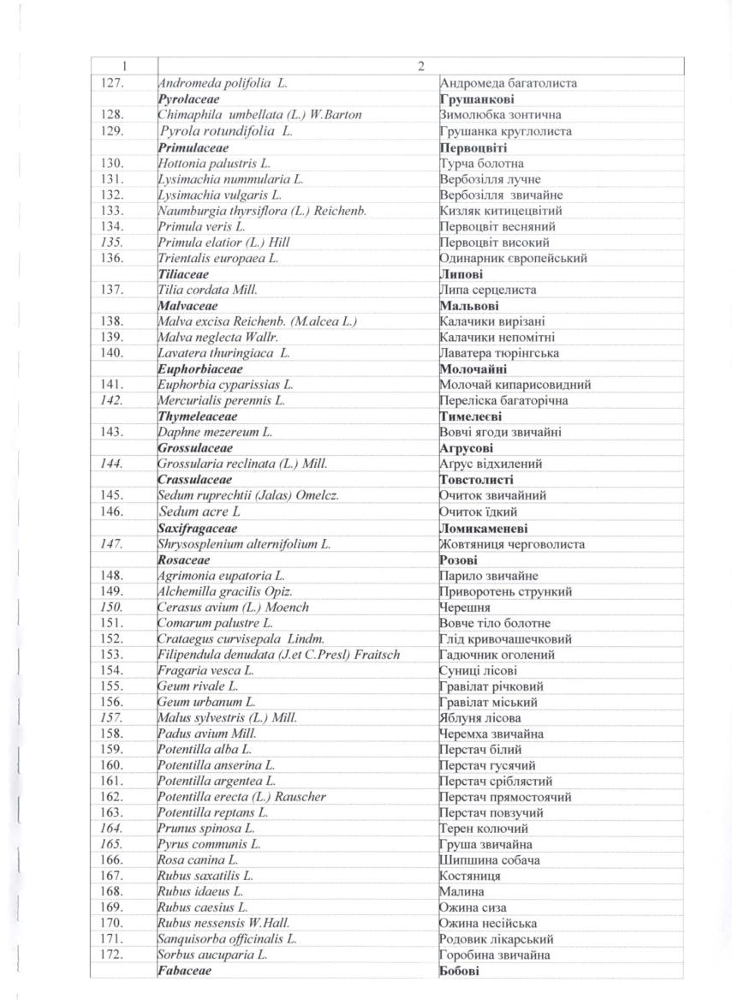 1 2
127. Andromeda polifolia L. Андромеда багатолиста
Pyrolaceae Грушанкові
128. Chimaphila umbellata (L.) W.Barton Зимолюбка зонтична
129. Pyrola rotundifolia L. Грушанка круглолиста
Primulaceae Первоцвіті
130. Hottonia palustris L. Турча болотна
131. Lysimachia nummularia L. Вербозілля лучне
132. Lysimachia vulgaris L. Вербозілля звичайне
133. Naumburgia thyrsiflora (L.) Reichenb. Кизляк китицецвітий
134. Primula veris L. Первоцвіт весняний
135. Primula elatior (L.) Hill Первоцвіт високий
136. Trientalis europaea L. Одинарник європейський
Tiliaceae Липові
137. Tilia cordata Mill. Липа серцелиста
Malvaceae Мальвові
138. Malva excisa Reichenb. (M.alcea L.) Калачики вирізані
139. Malva neglecta Wallr. Калачики непомітні
140. Lavatera thuringiaca L. Лаватера тюрінгська
Euphorbiaceae Молочайні
141. Euphorbia cyparissias L. Молочай кипарисовидний
142. Mercurialis perennis L. Переліска багаторічна
Thymeleaceae Тимелеєві
143. Daphne mezereum L. Вовчі ягоди звичайні
Grossulaceae Агрусові
144. Grossularia reclinata (L.) Mill. Аґрус відхилений
Crassulaceae Товстолисті
145. Sedum ruprechtii (Jalas) Omelcz. Очиток звичайний
146. Sedum acre L Очиток їдкий
Saxifragaceae Ломикаменеві
147. Shrysosplenium alternifolium L. Жовтяниця черговолиста
Rosaceae Розові
148. Agrimonia eupatoria L. Парило звичайне
149. Alchemilla gracilis Opiz. Приворотень стрункий
150. Cerasus avium (L.) Moench Черешня
151. Comarum palustre L. Вовче тіло болотне
152. Crataegus curvisepala Lindm. Глід кривочашечковий
153. Filipendula denudata (J.et C.Presl) Fraitsch Гадючник оголений
154. Fragaria vesca L. Суниці лісові
155. Geum rivale L. Гравілат річковий
156. Geum urbanum L. Гравілат міський
157. Malus sylvestris (L.) Mill. Яблуня лісова
158. Padus avium Mill. Черемха звичайна
159. Potentilla alba L. Перстач білий
160. Potentilla anserina L. Перстач гусячий
161. Potentilla argentea L. Перстач сріблястий
162. Potentilla erecta (L.) Rauscher Перстач прямостоячий
163. Potentilla reptans L. Перстач повзучий
164. Prunus spinosa L. Терен колючий
165. Pyrus communis L. Груша звичайна
166. Rosa canina L. Шипшина собача
167. Rubus saxatilis L. Костяниця
168. Rubus idaeus L. Малина
169. Rubus caesius L. Ожина сиза
170. Rubus nessensis W.Hall. Ожина несійська
171. Sanquisorba officinalis L. Родовик лікарський
172. Sorbus aucuparia L. Горобина звичайна
Fabaceae Бобові